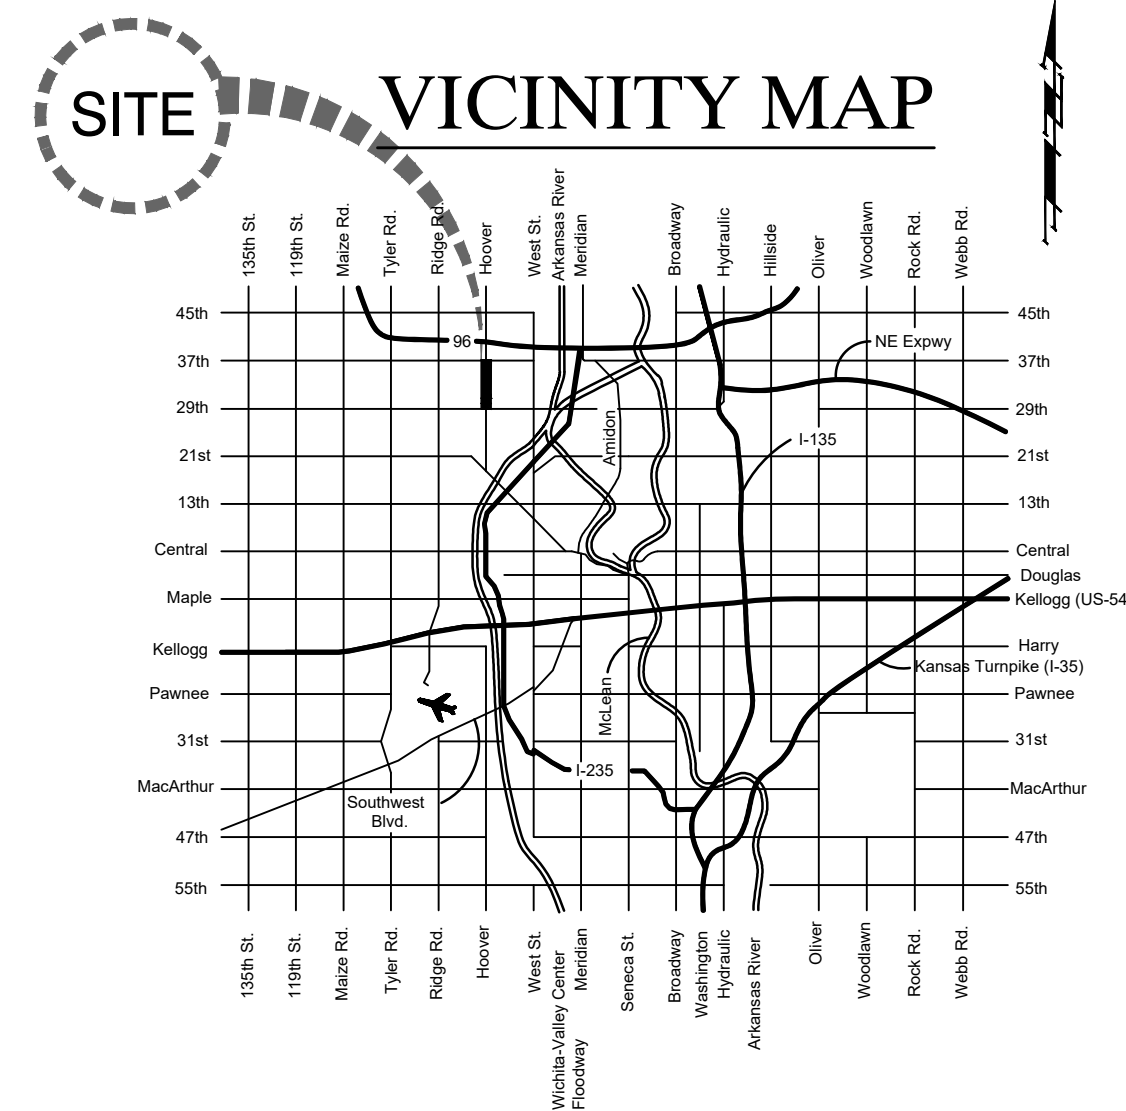 SITE
VICINITY MAP
135th St.
119th St.
Maize Rd.
Tyler Rd.
Ridge Rd.
Hoover
West St.
Arkansas River
Meridian
Broadway
Hydraulic
Hillside
Oliver
Woodlawn
Rock Rd.
Webb Rd.
45th
45th
96
NE Expwy
37th
37th
29th
29th
Amidon
I-135
21st
21st
13th
13th
Central
Central
Douglas
Maple
Kellogg (US-54
Kellogg
Harry
Kansas Turnpike (I-35)
Pawnee
Pawnee
McLean
31st
31st
I-235
MacArthur
MacArthur
Southwest
Blvd.
47th
47th
55th
55th
135th St.
119th St.
Maize Rd.
Tyler Rd.
Ridge Rd.
Hoover
West St.
Wichita-Valley Center
Floodway
Meridian
Seneca St.
Broadway
Washington
Hydraulic
Arkansas River
Oliver
Woodlawn
Rock Rd.
Webb Rd.